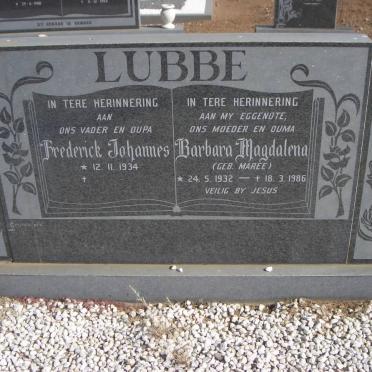 LUBBE
IN TERE HERINNERING
AAN
ONS VADER EN OUPA
Frederick Johannes
* 12. 11. 1934
+
IN TERE HERINNERING
AAN MY EGGENOTE,
ONS MOEDER EN OUMA
Barbara Magdalena
(GEB. MAREÉ)
* 24. 5. 1932 — + 18. 3. 1986
VEILIG BY JESUS